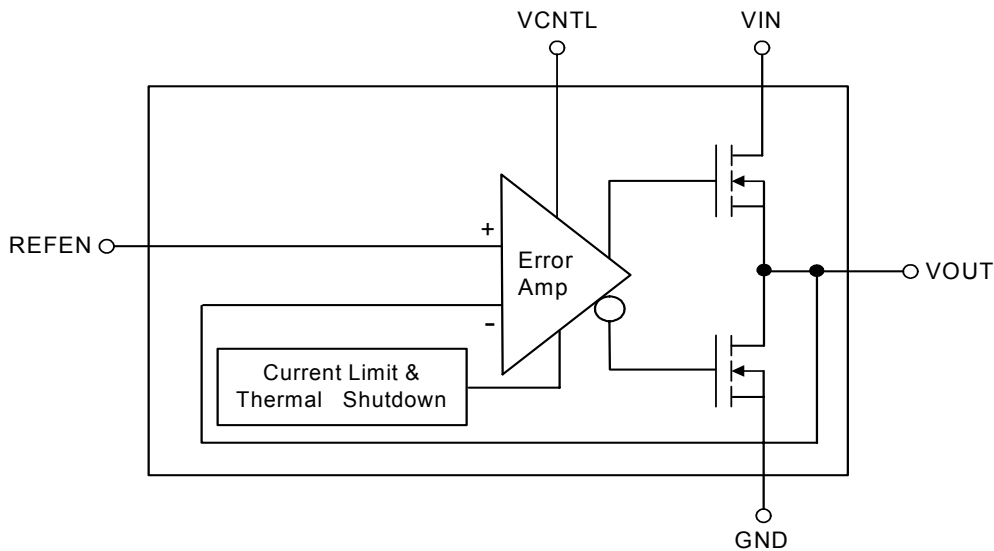 VCNTL
VIN
REFEN
+
Error
Amp
-
VOUT
Current Limit &
Thermal Shutdown
GND